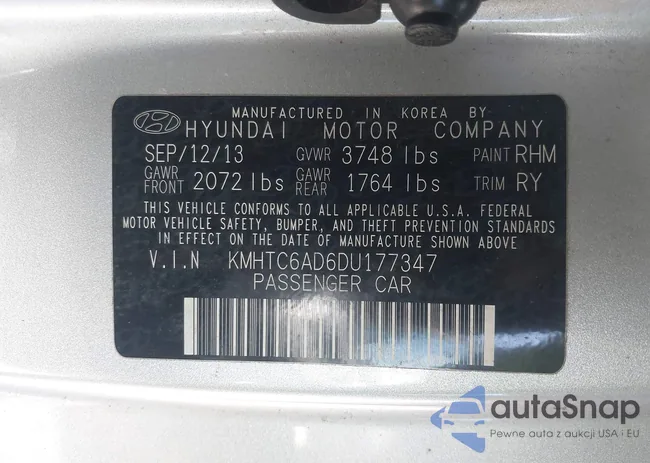 MANUFACTURED IN KOREA BY
HYUNDAI MOTOR COMPANY
SEP/12/13 GVWR 3748 lbs PAINT RHM
GAWR FRONT 2072 lbs GAWR REAR 1764 lbs TRIM RY
THIS VEHICLE CONFORMS TO ALL APPLICABLE U.S.A. FEDERAL
MOTOR VEHICLE SAFETY, BUMPER, AND THEFT PREVENTION STANDARDS
IN EFFECT ON THE DATE OF MANUFACTURE SHOWN ABOVE
V.I.N KMHTC6AD6DU177347
PASSENGER CAR
autaSnap
Pewne auta z aukcji USA i EU